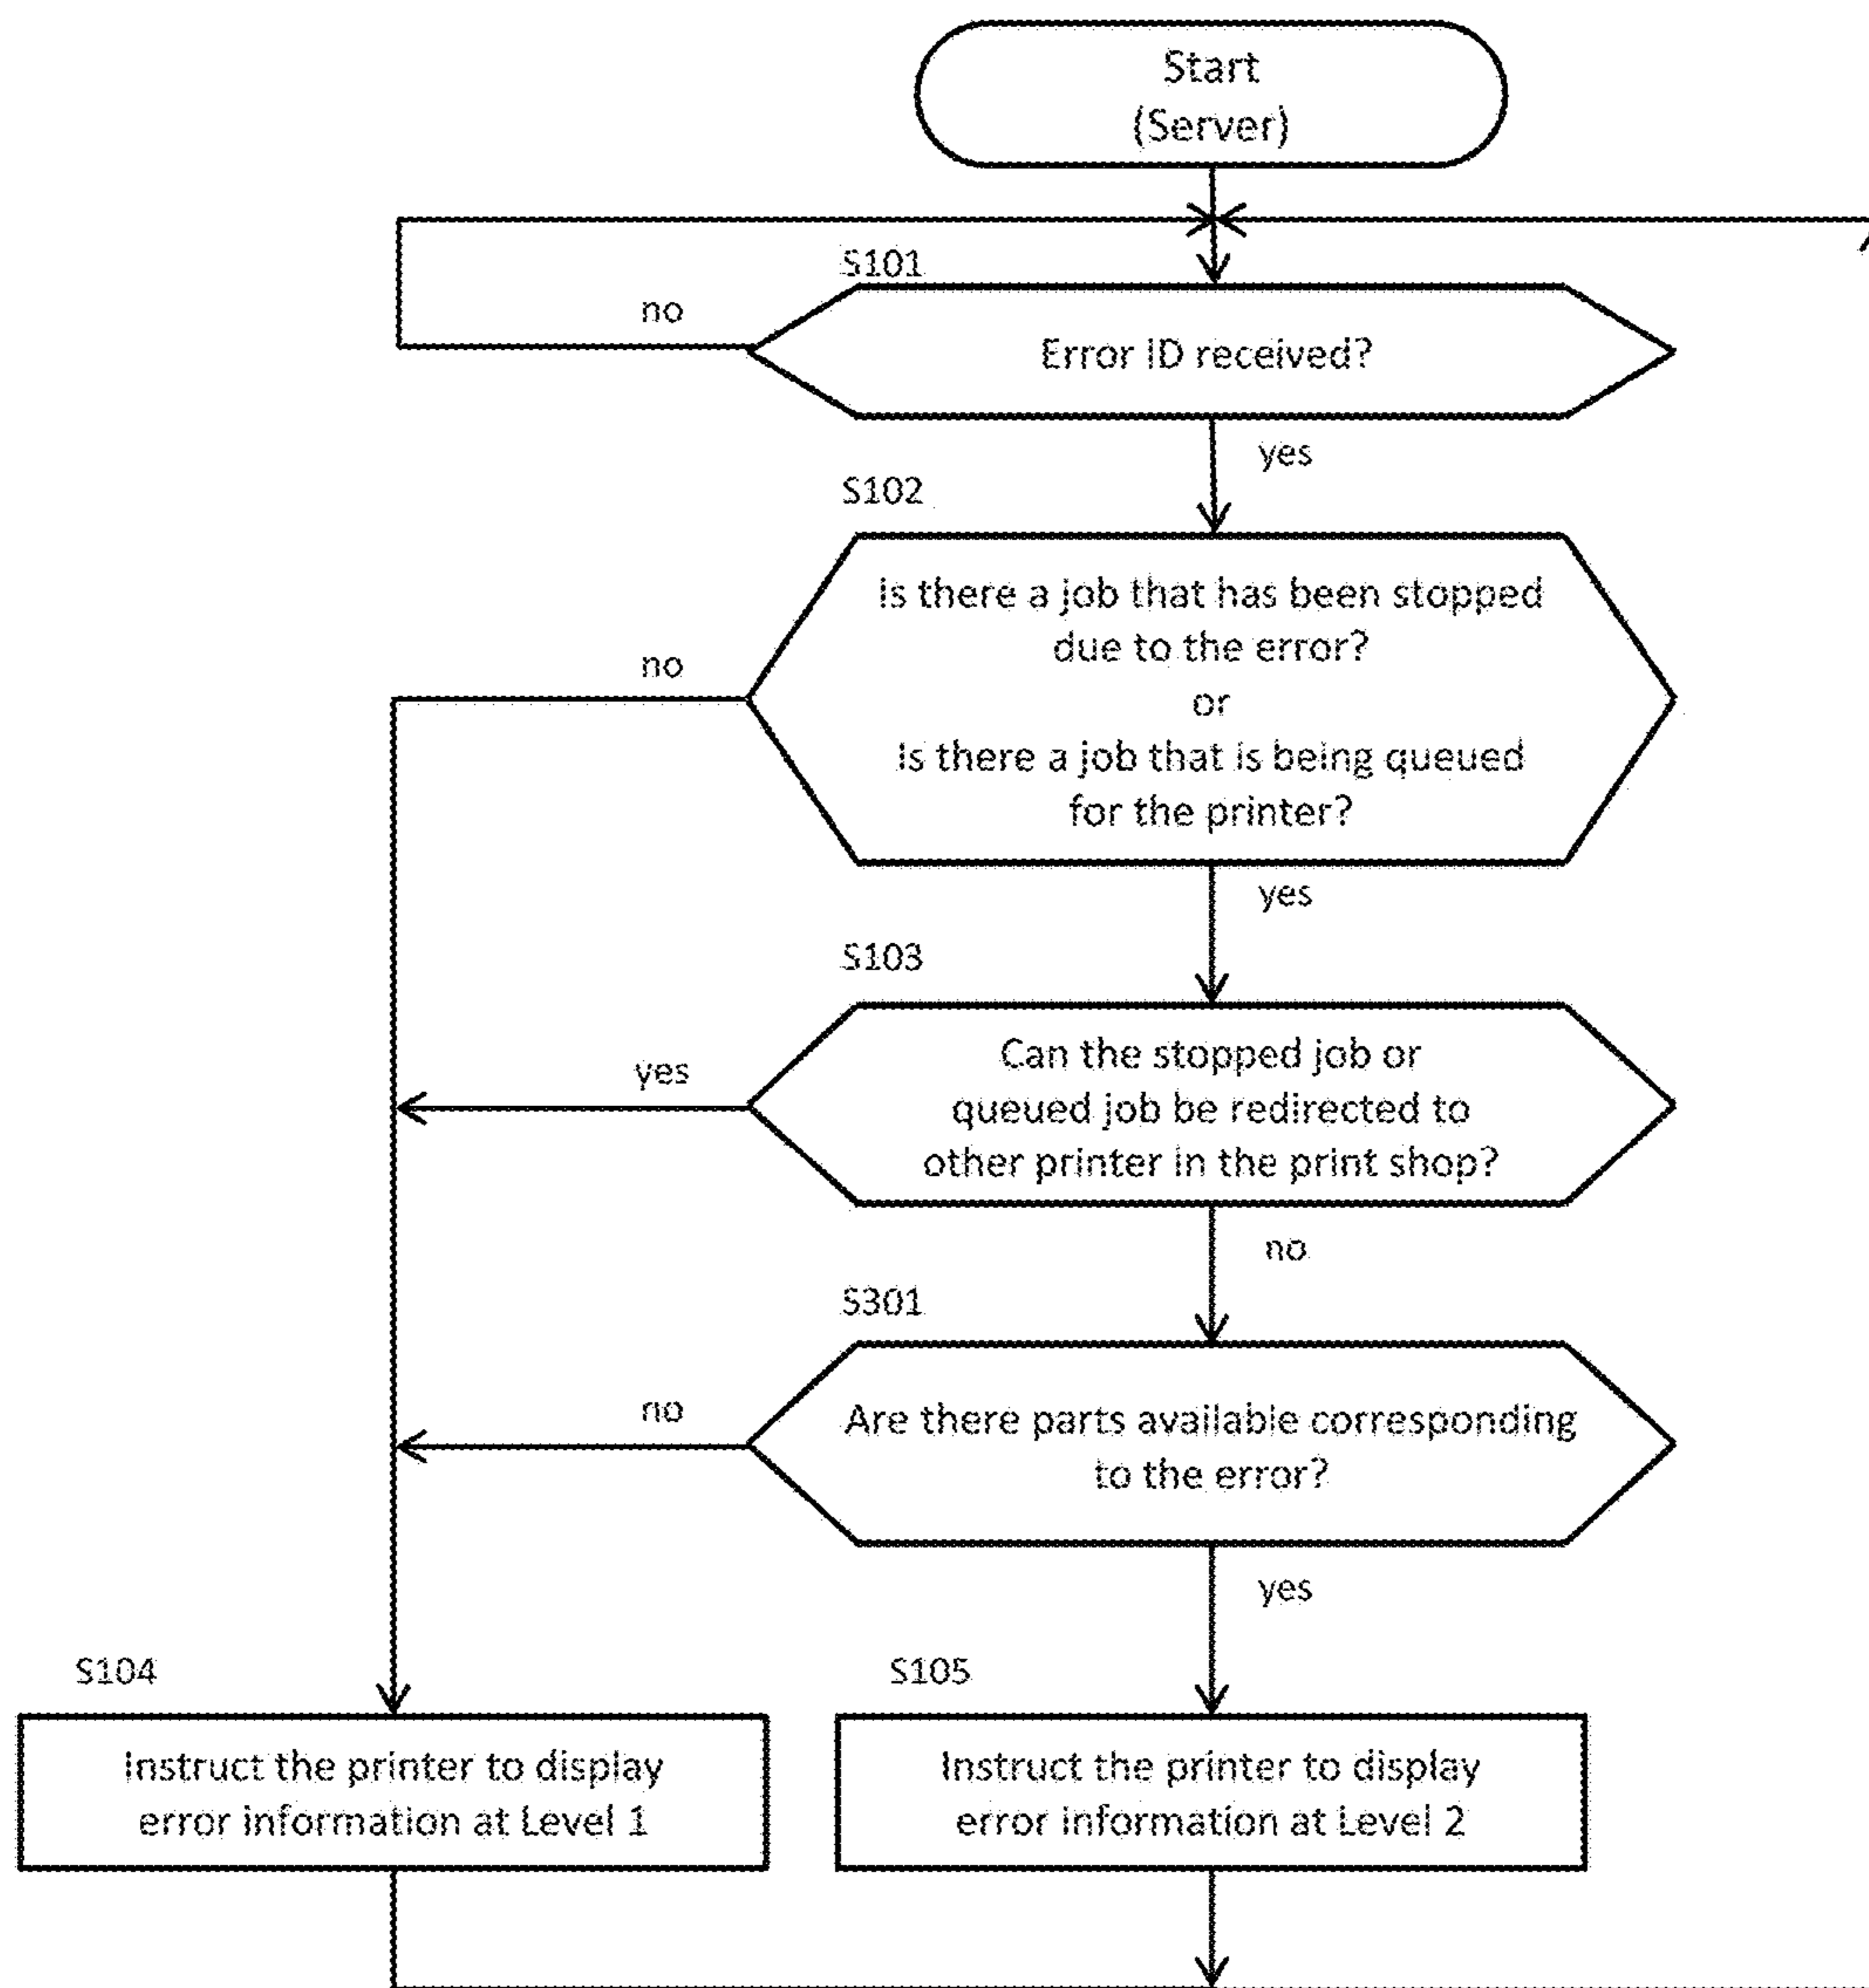 Start
(Server)
S101
no
Error ID received?
yes
S102
Is there a job that has been stopped
due to the error?
no
or
Is there a job that is being queued
for the printer?
yes
S103
Can the stopped job or
yes
queued job be redirected to
other printer in the print shop?
no
S301
no
Are there parts available corresponding
to the error?
yes
S104
S105
Instruct the printer to display
error information at Level 1
Instruct the printer to display
error information at Level 2